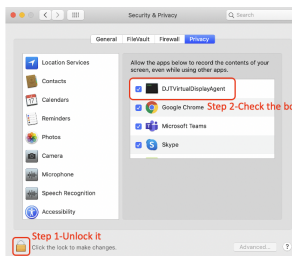 Security & Privacy
Search
General FileVault Firewall Privacy
Location Services
Contacts
Calendars
Reminders
Photos
Camera
Microphone
Speech Recognition
Accessibility
Allow the apps below to record the contents of your
screen, even while using other apps.
DJTVirtualDisplayAgent
Google Chrome
Step 2-Check the bo
Microsoft Teams
Skype
Step 1-Unlock it
Click the lock to make changes.
Advanced...
?